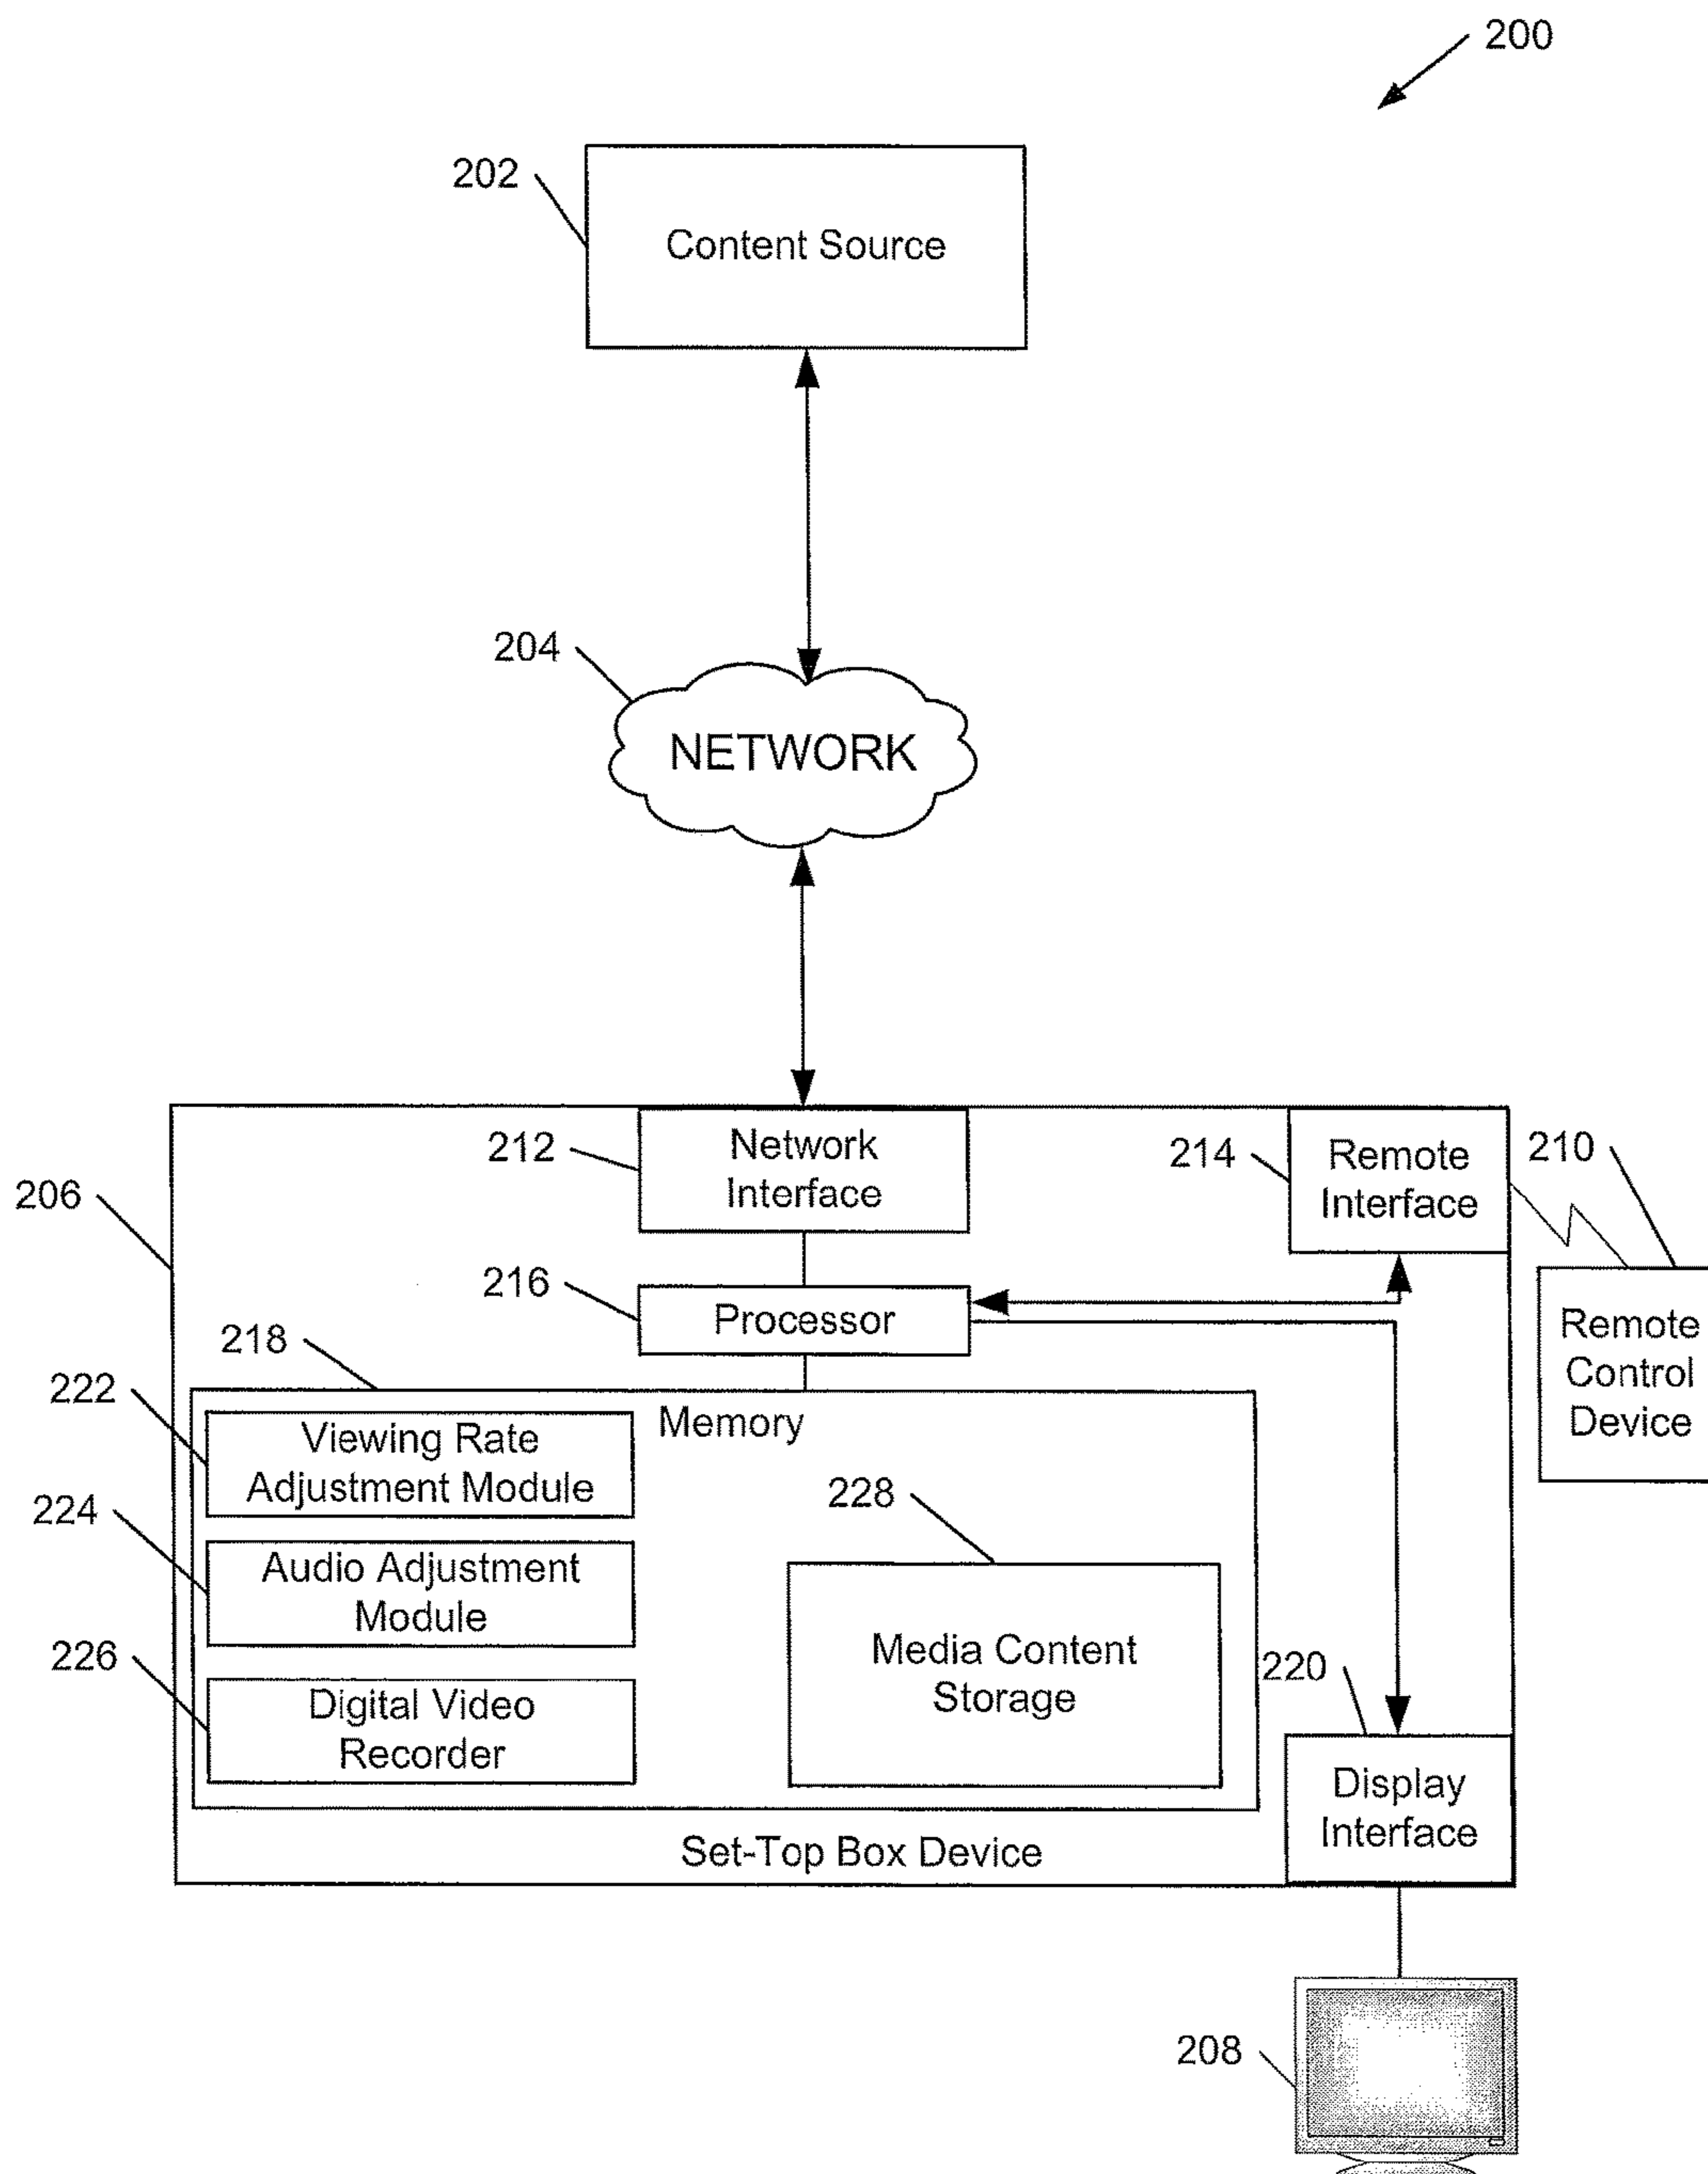 200
202
Content Source
204
NETWORK
206
212
Network
Interface
214
Remote
Interface
210
216
Processor
Remote
Control
Device
218
Memory
222
Viewing Rate
Adjustment Module
224
Audio Adjustment
Module
226
Digital Video
Recorder
228
Media Content
Storage
220
Display
Interface
Set-Top Box Device
208